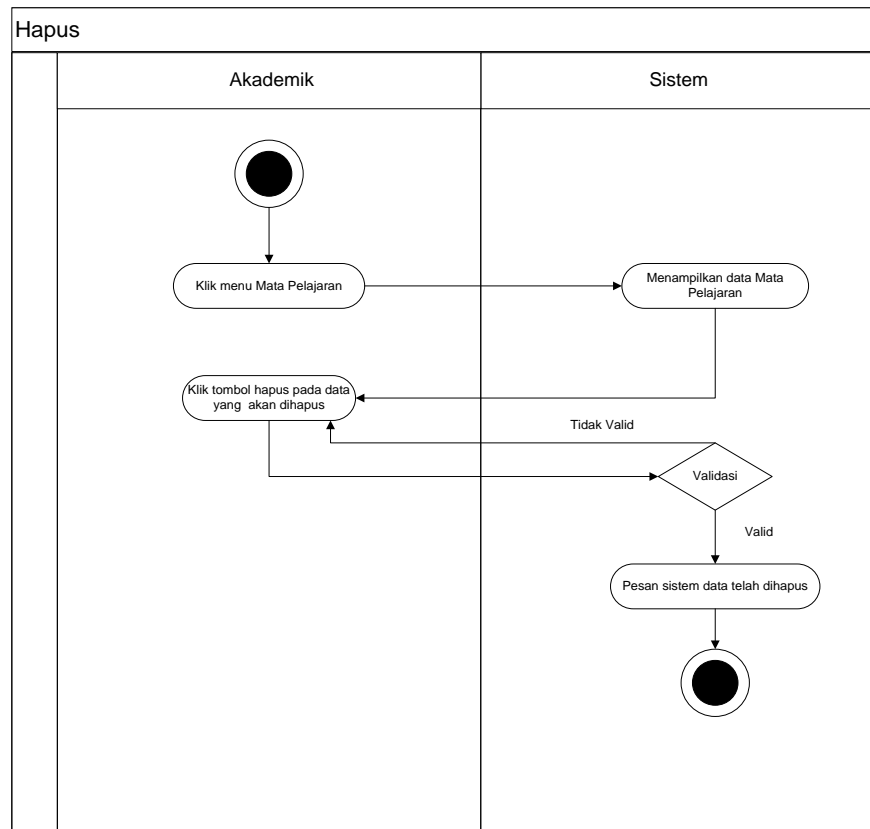 Hapus
Akademik
Sistem
Klik menu Mata Pelajaran
Menampilkan data Mata
Pelajaran
Klik tombol hapus pada data
yang akan dihapus
Tidak Valid
Validasi
Valid
Pesan sistem data telah dihapus